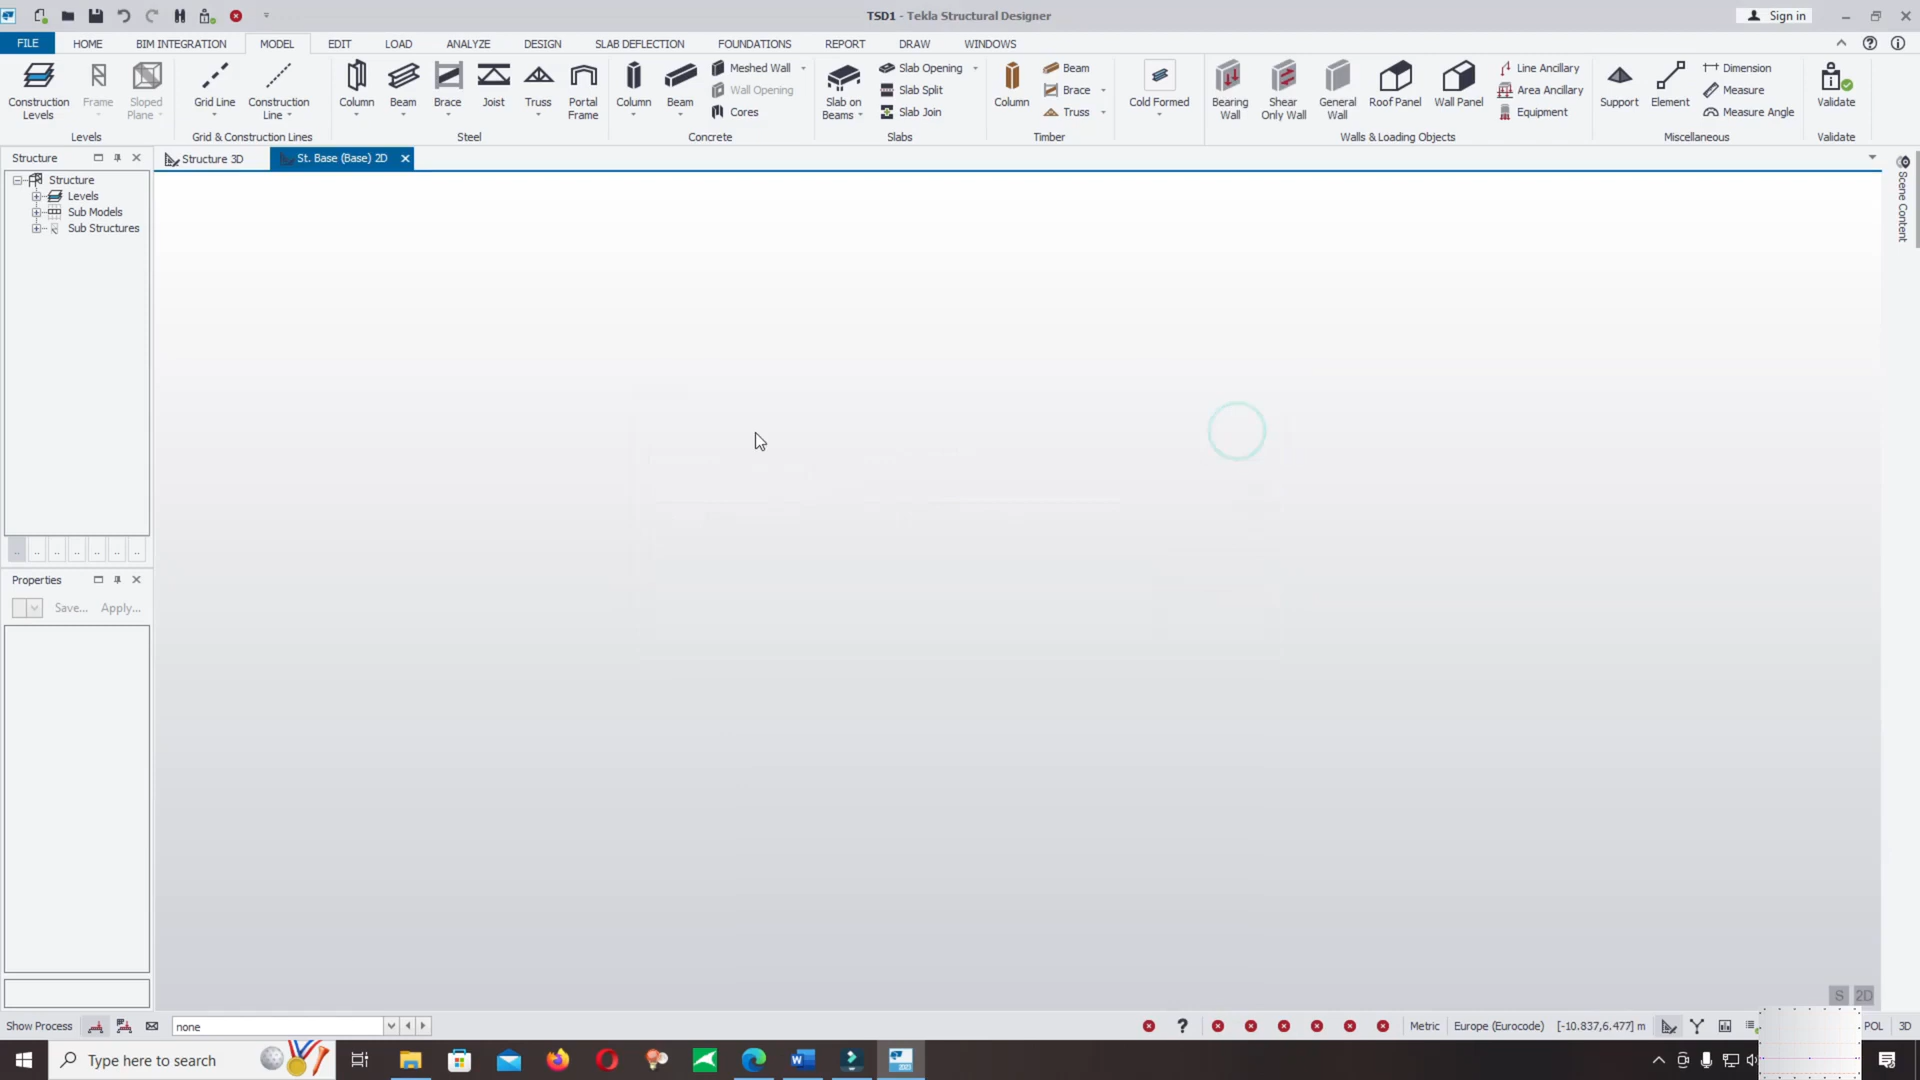 TSD1 - Tekla Structural Designer
Sign in
FILE HOME BIM INTEGRATION MODEL EDIT LOAD ANALYZE DESIGN SLAB DEFLECTION FOUNDATIONS REPORT DRAW WINDOWS
Construction Levels
Frame
Sloped Plane
Levels
Grid Line
Construction Line
Grid & Construction Lines
Column
Beam
Brace
Joist
Truss
Portal Frame
Steel
Column
Beam
Meshed Wall
Wall Opening
Cores
Concrete
Slab on Beams
Slab Opening
Slab Split
Slab Join
Slabs
Column
Beam
Brace
Truss
Timber
Cold Formed
Bearing Wall
Shear Only Wall
General Wall
Roof Panel
Wall Panel
Line Ancillary
Area Ancillary
Equipment
Walls & Loading Objects
Support
Element
Dimension
Measure
Measure Angle
Miscellaneous
Validate
Validate
Structure
Structure 3D
St. Base (Base) 2D
Structure
Levels
Sub Models
Sub Structures
Scene Content
Properties
Save... Apply...
S 2D
Show Process
none
Metric
Europe (Eurocode)
[-10.837,6.477] m
POL
3D
Type here to search